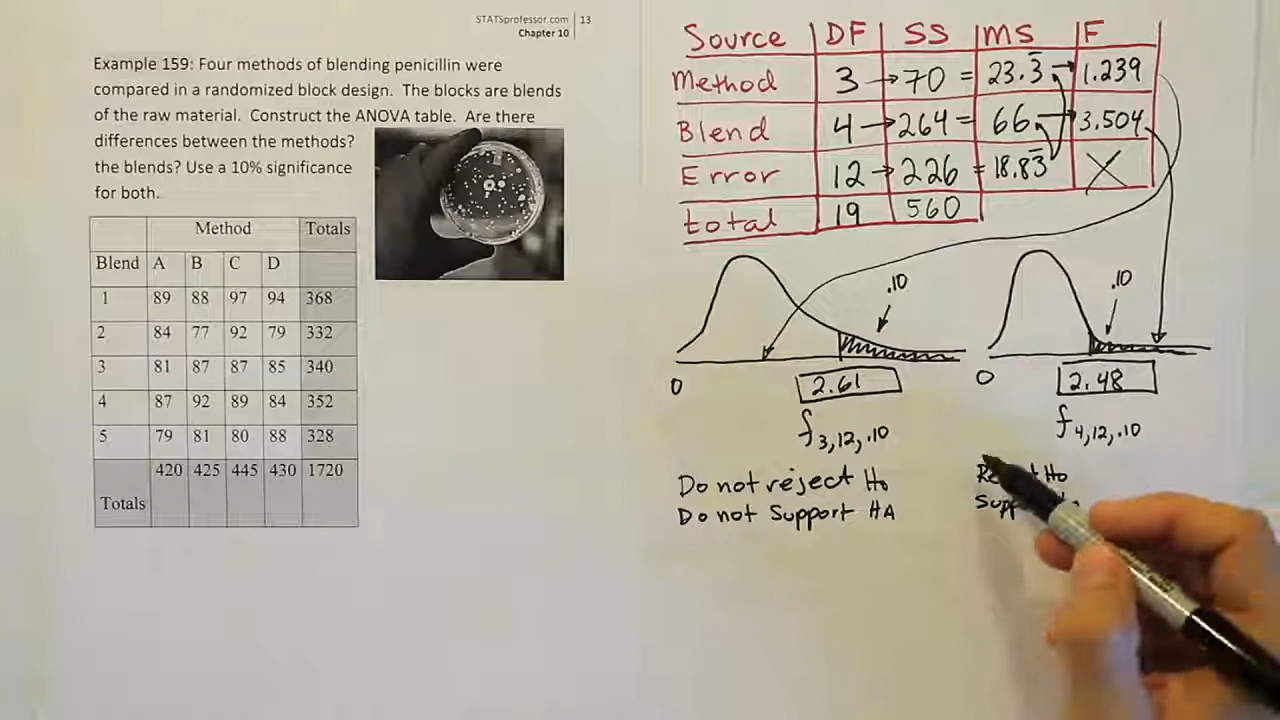 STATSprofessor.com | 13
Chapter 10
Example 159: Four methods of blending penicillin were
compared in a randomized block design. The blocks are blends
of the raw material. Construct the ANOVA table. Are there
differences between the methods?
the blends? Use a 10% significance
for both.
Method Totals
Blend A B C D
1 89 88 97 94 368
2 84 77 92 79 332
3 81 87 87 85 340
4 87 92 89 84 352
5 79 81 80 88 328
420 425 445 430 1720
Totals
Source DF SS MS F
Method 3 → 70 = 23.3̅ → 1.239
Blend 4 → 264 = 66 → 3.504
Error 12 → 226 = 18.83̅ X
total 19 560
.10
0
2.61
f3,12,.10
Do not reject Ho
Do not Support HA
.10
0
2.48
f4,12,.10
Ho